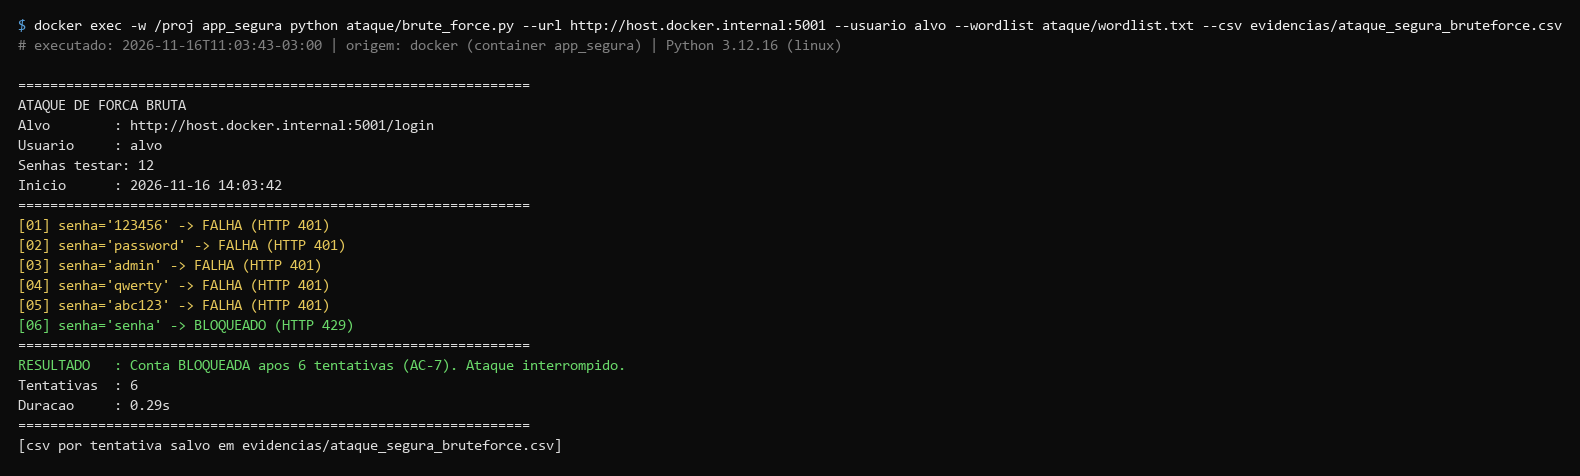 $ docker exec -w /proj app_segura python ataque/brute_force.py --url http://host.docker.internal:5001 --usuario alvo --wordlist ataque/wordlist.txt --csv evidencias/ataque_segura_bruteforce.csv
# executado: 2026-11-16T11:03:43-03:00 | origem: docker (container app_segura) | Python 3.12.16 (linux)
================================================================
ATAQUE DE FORCA BRUTA
Alvo        : http://host.docker.internal:5001/login
Usuario     : alvo
Senhas testar: 12
Inicio      : 2026-11-16 14:03:42
================================================================
[01] senha='123456' -> FALHA (HTTP 401)
[02] senha='password' -> FALHA (HTTP 401)
[03] senha='admin' -> FALHA (HTTP 401)
[04] senha='qwerty' -> FALHA (HTTP 401)
[05] senha='abc123' -> FALHA (HTTP 401)
[06] senha='senha' -> BLOQUEADO (HTTP 429)
================================================================
RESULTADO   : Conta BLOQUEADA apos 6 tentativas (AC-7). Ataque interrompido.
Tentativas  : 6
Duracao     : 0.29s
================================================================
[csv por tentativa salvo em evidencias/ataque_segura_bruteforce.csv]